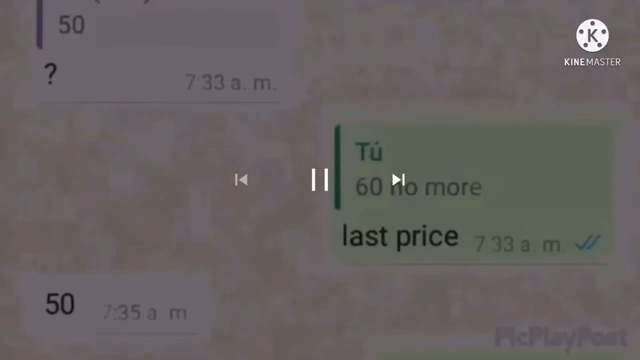 50
?
7:33 a. m.
K
KINEMASTER
Tú
60 no more
last price 7:33 a. m.
50 7:35 a m
PicPlayPost